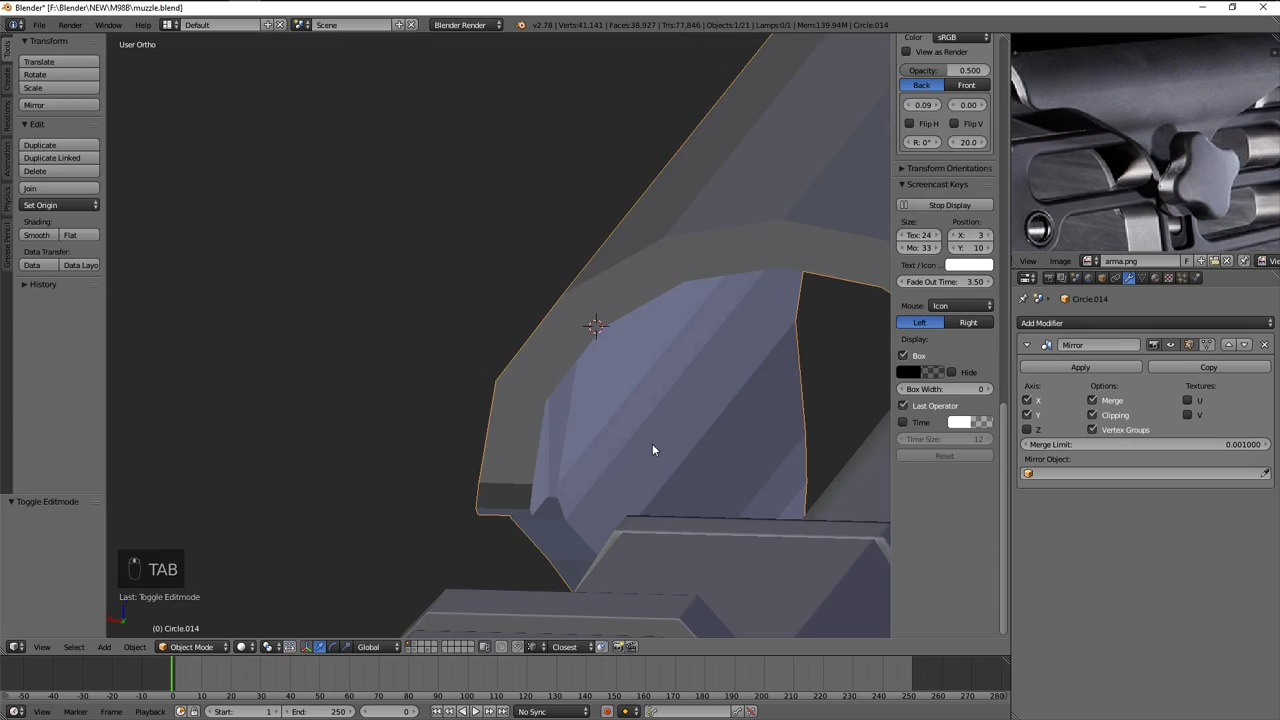 Blender* [F:\Blender\NEW\M98B\muzzle.blend]
File Render Window Help Default Scene Blender Render v2.78 | Verts:41,141 | Faces:38,927 | Tris:77,846 | Objects:1/21 | Lamps:0/1 | Mem:139.94M | Circle.014
Tools
Create
Relations
Animation
Physics
Grease Pencil
Transform
Translate
Rotate
Scale
Mirror
Edit
Duplicate
Duplicate Linked
Delete
Join
Set Origin
Shading:
Smooth Flat
Data Transfer:
Data Data Layo
History
Toggle Editmode
User Ortho
TAB
Last: Toggle Editmode
(0) Circle.014
Color sRGB
View as Render
Opacity: 0.500
Back Front
0.09 0.00
Flip H Flip V
R: 0° 20.0
Transform Orientations
Screencast Keys
Stop Display
Size: Position:
Tex: 24 X: 3
Mo: 33 Y: 10
Text / Icon
Fade Out Time: 3.50
Mouse: Icon
Left Right
Display:
Box
Hide
Box Width: 0
Last Operator
Time
Time Size: 12
Reset
View Image arma.png F Vie
Circle.014
Add Modifier
Mirror
Apply Copy
Axis: Options: Textures:
X Merge U
Y Clipping V
Z Vertex Groups
Merge Limit: 0.001000
Mirror Object:
View Select Add Object Object Mode Global Closest
-50 -40 -30 -20 -10 0 10 20 30 40 50 60 70 80 90 100 110 120 130 140 150 160 170 180 190 200 210 220 230 240 250 260 270 280
View Marker Frame Playback Start: 1 End: 250 0 No Sync